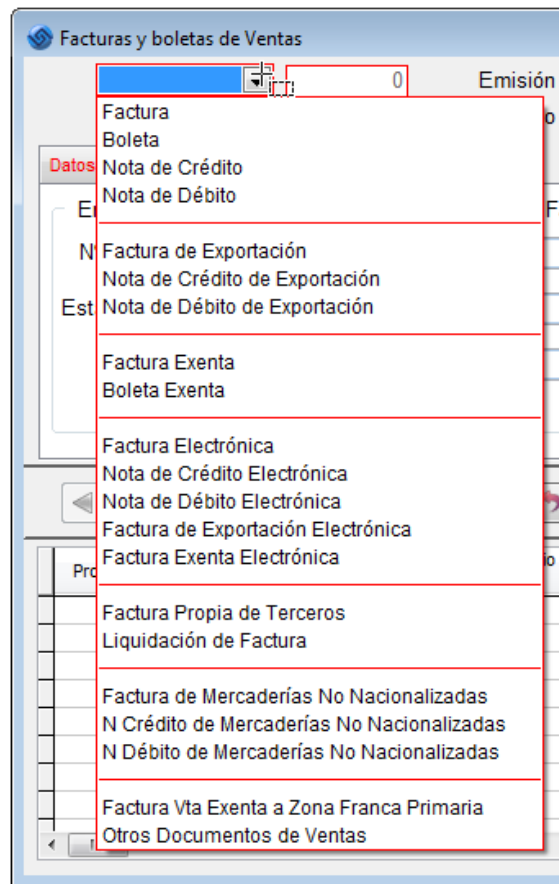 Facturas y boletas de Ventas
0 Emisión
Datos
Factura
Boleta
Nota de Crédito
Nota de Débito
Factura de Exportación
Nota de Crédito de Exportación
Nota de Débito de Exportación
Factura Exenta
Boleta Exenta
Factura Electrónica
Nota de Crédito Electrónica
Nota de Débito Electrónica
Factura de Exportación Electrónica
Factura Exenta Electrónica
Factura Propia de Terceros
Liquidación de Factura
Factura de Mercaderías No Nacionalizadas
N Crédito de Mercaderías No Nacionalizadas
N Débito de Mercaderías No Nacionalizadas
Factura Vta Exenta a Zona Franca Primaria
Otros Documentos de Ventas